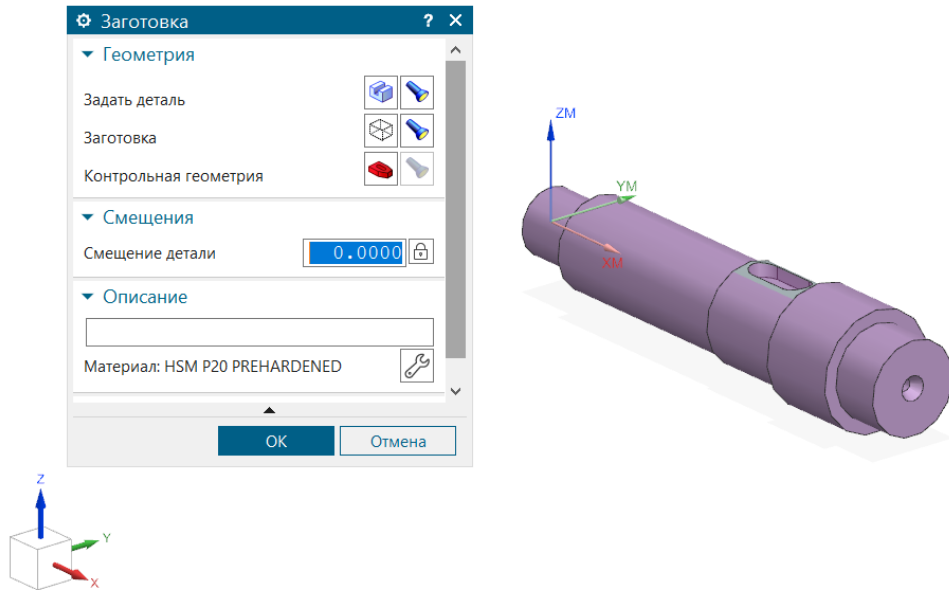 Заготовка ? ×
Геометрия
Задать деталь
Заготовка
Контрольная геометрия
Смещения
Смещение детали 0.0000
Описание
Материал: HSM P20 PREHARDENED
ОК Отмена
ZM
YM
XM
Z
Y
X